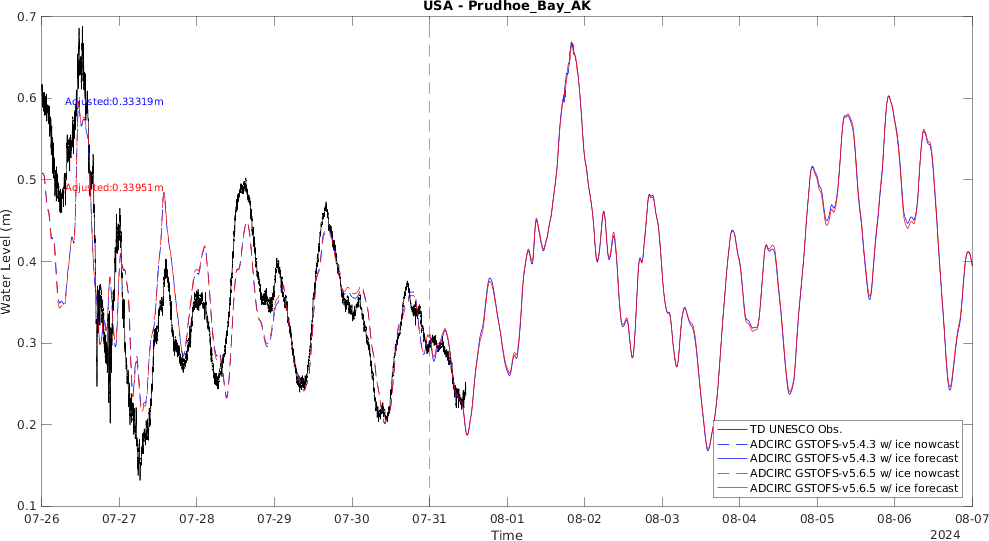 USA - Prudhoe_Bay_AK
0.7
0.6
0.5
0.4
0.3
0.2
0.1
Water Level (m)
Adjusted:0.33319m
Adjusted:0.33951m
TD UNESCO Obs.
ADCIRC GSTOFS-v5.4.3 w/ ice nowcast
ADCIRC GSTOFS-v5.4.3 w/ ice forecast
ADCIRC GSTOFS-v5.6.5 w/ ice nowcast
ADCIRC GSTOFS-v5.6.5 w/ ice forecast
07-26 07-27 07-28 07-29 07-30 07-31 08-01 08-02 08-03 08-04 08-05 08-06 08-07
Time
2024